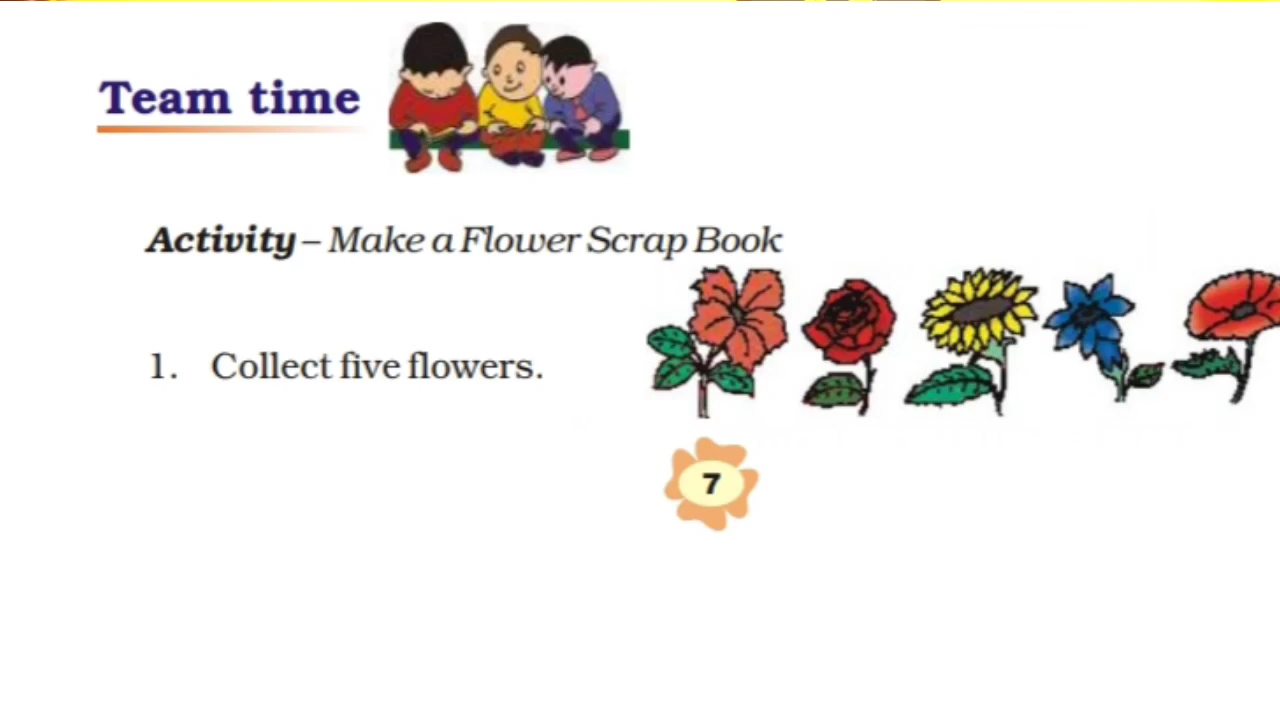 Team time
Activity – Make a Flower Scrap Book
1. Collect five flowers.
7